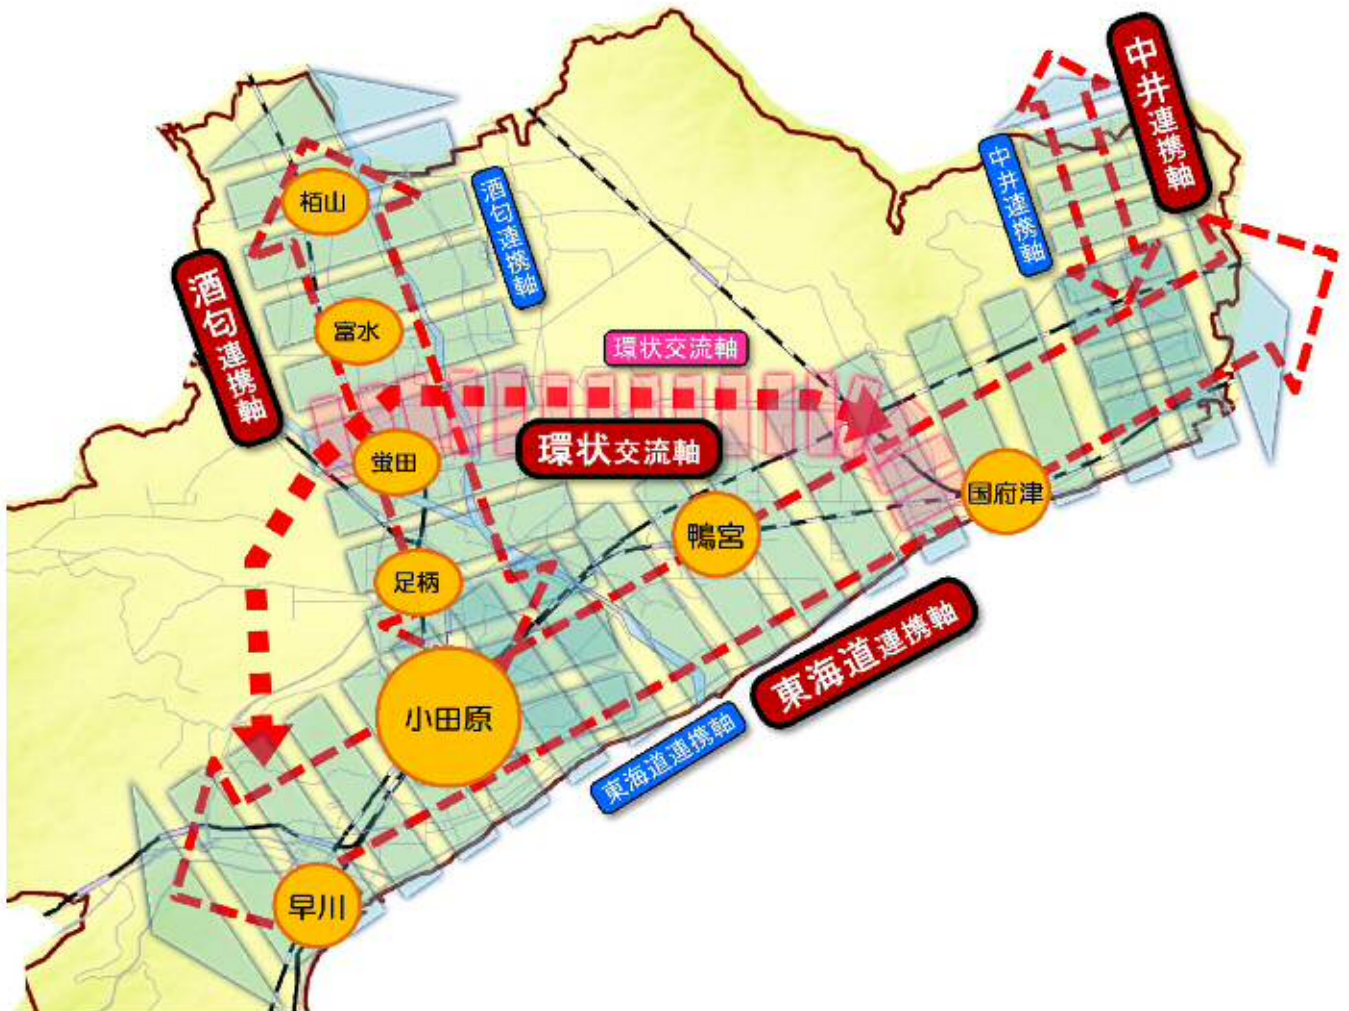 中井連携軸
中井連携軸
栢山
酒匂連携軸
酒匂連携軸
富水
環状交流軸
環状交流軸
蛍田
国府津
鴨宮
足柄
東海道連携軸
小田原
東海道連携軸
早川